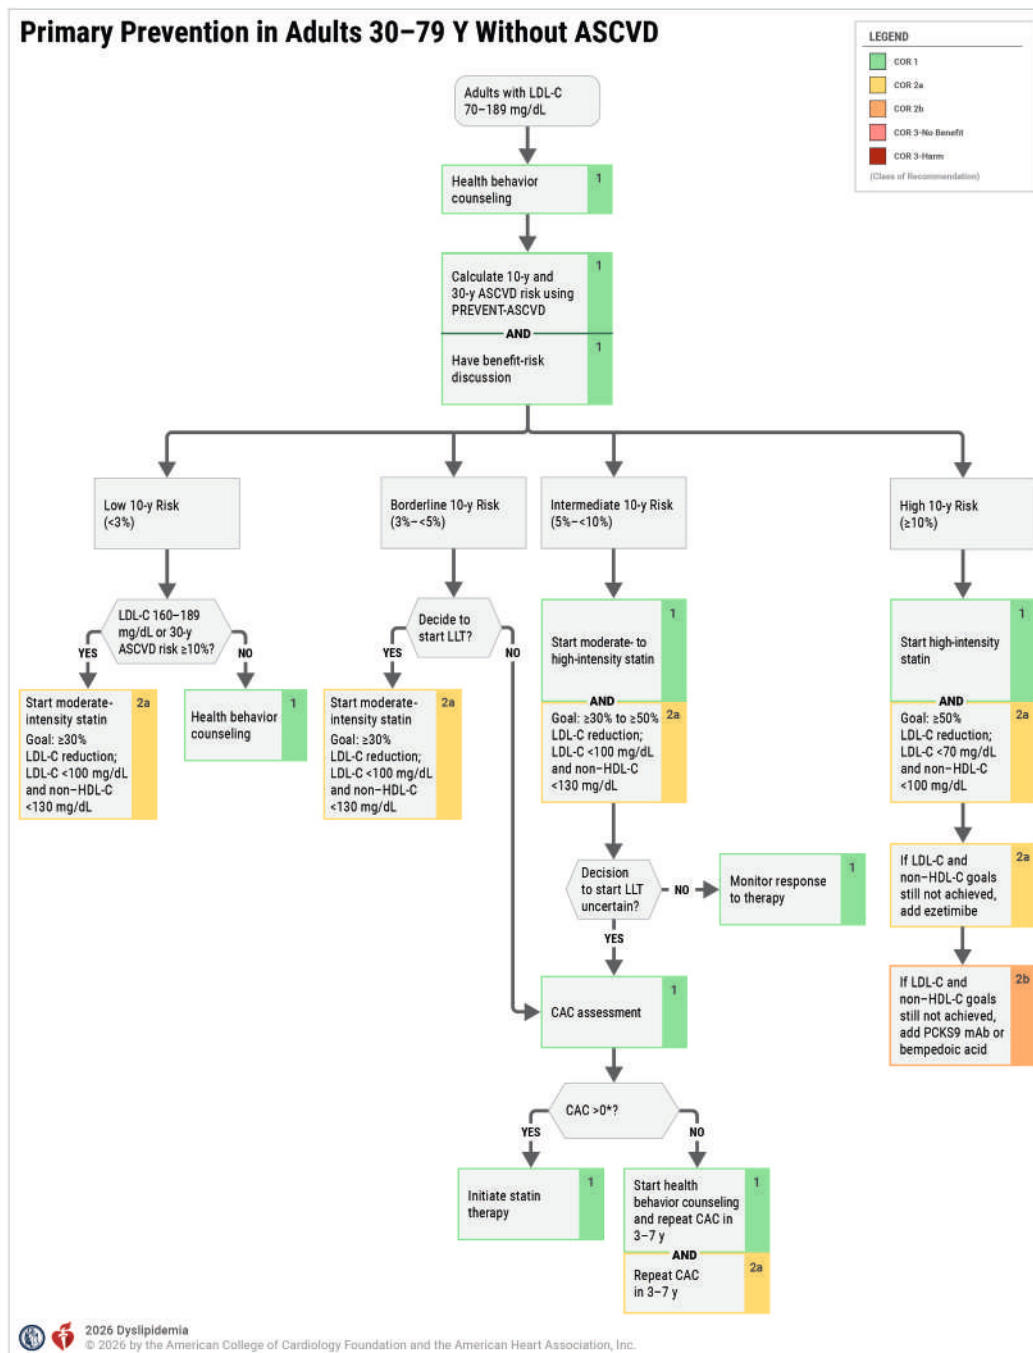 Primary Prevention in Adults 30–79 Y Without ASCVD
LEGEND
COR 1
COR 2a
COR 2b
COR 3-No Benefit
COR 3-Harm
(Class of Recommendation)
Adults with LDL-C
70–189 mg/dL
Health behavior
counseling
1
Calculate 10-y and
30-y ASCVD risk using
PREVENT-ASCVD
1
AND
Have benefit-risk
discussion
1
Low 10-y Risk
(<3%)
Borderline 10-y Risk
(3%–<5%)
Intermediate 10-y Risk
(5%–<10%)
High 10-y Risk
(≥10%)
LDL-C 160–189
mg/dL or 30-y
ASCVD risk ≥10%?
YES
NO
Start moderate-
intensity statin
Goal: ≥30%
LDL-C reduction;
LDL-C <100 mg/dL
and non–HDL-C
<130 mg/dL
2a
Health behavior
counseling
1
Decide to
start LLT?
YES
NO
Start moderate-
intensity statin
Goal: ≥30%
LDL-C reduction;
LDL-C <100 mg/dL
and non–HDL-C
<130 mg/dL
2a
Start moderate- to
high-intensity statin
1
AND
Goal: ≥30% to ≥50%
LDL-C reduction;
LDL-C <100 mg/dL
and non–HDL-C
<130 mg/dL
2a
Decision
to start LLT
uncertain?
NO
Monitor response
to therapy
1
YES
CAC assessment
1
CAC >0*?
YES
NO
Initiate statin
therapy
1
Start health
behavior counseling
and repeat CAC in
3–7 y
1
AND
Repeat CAC
in 3–7 y
2a
Start high-intensity
statin
1
AND
Goal: ≥50%
LDL-C reduction;
LDL-C <70 mg/dL
and non–HDL-C
<100 mg/dL
2a
If LDL-C and
non–HDL-C goals
still not achieved,
add ezetimibe
2a
If LDL-C and
non–HDL-C goals
still not achieved,
add PCKS9 mAb or
bempedoic acid
2b
2026 Dyslipidemia
© 2026 by the American College of Cardiology Foundation and the American Heart Association, Inc.